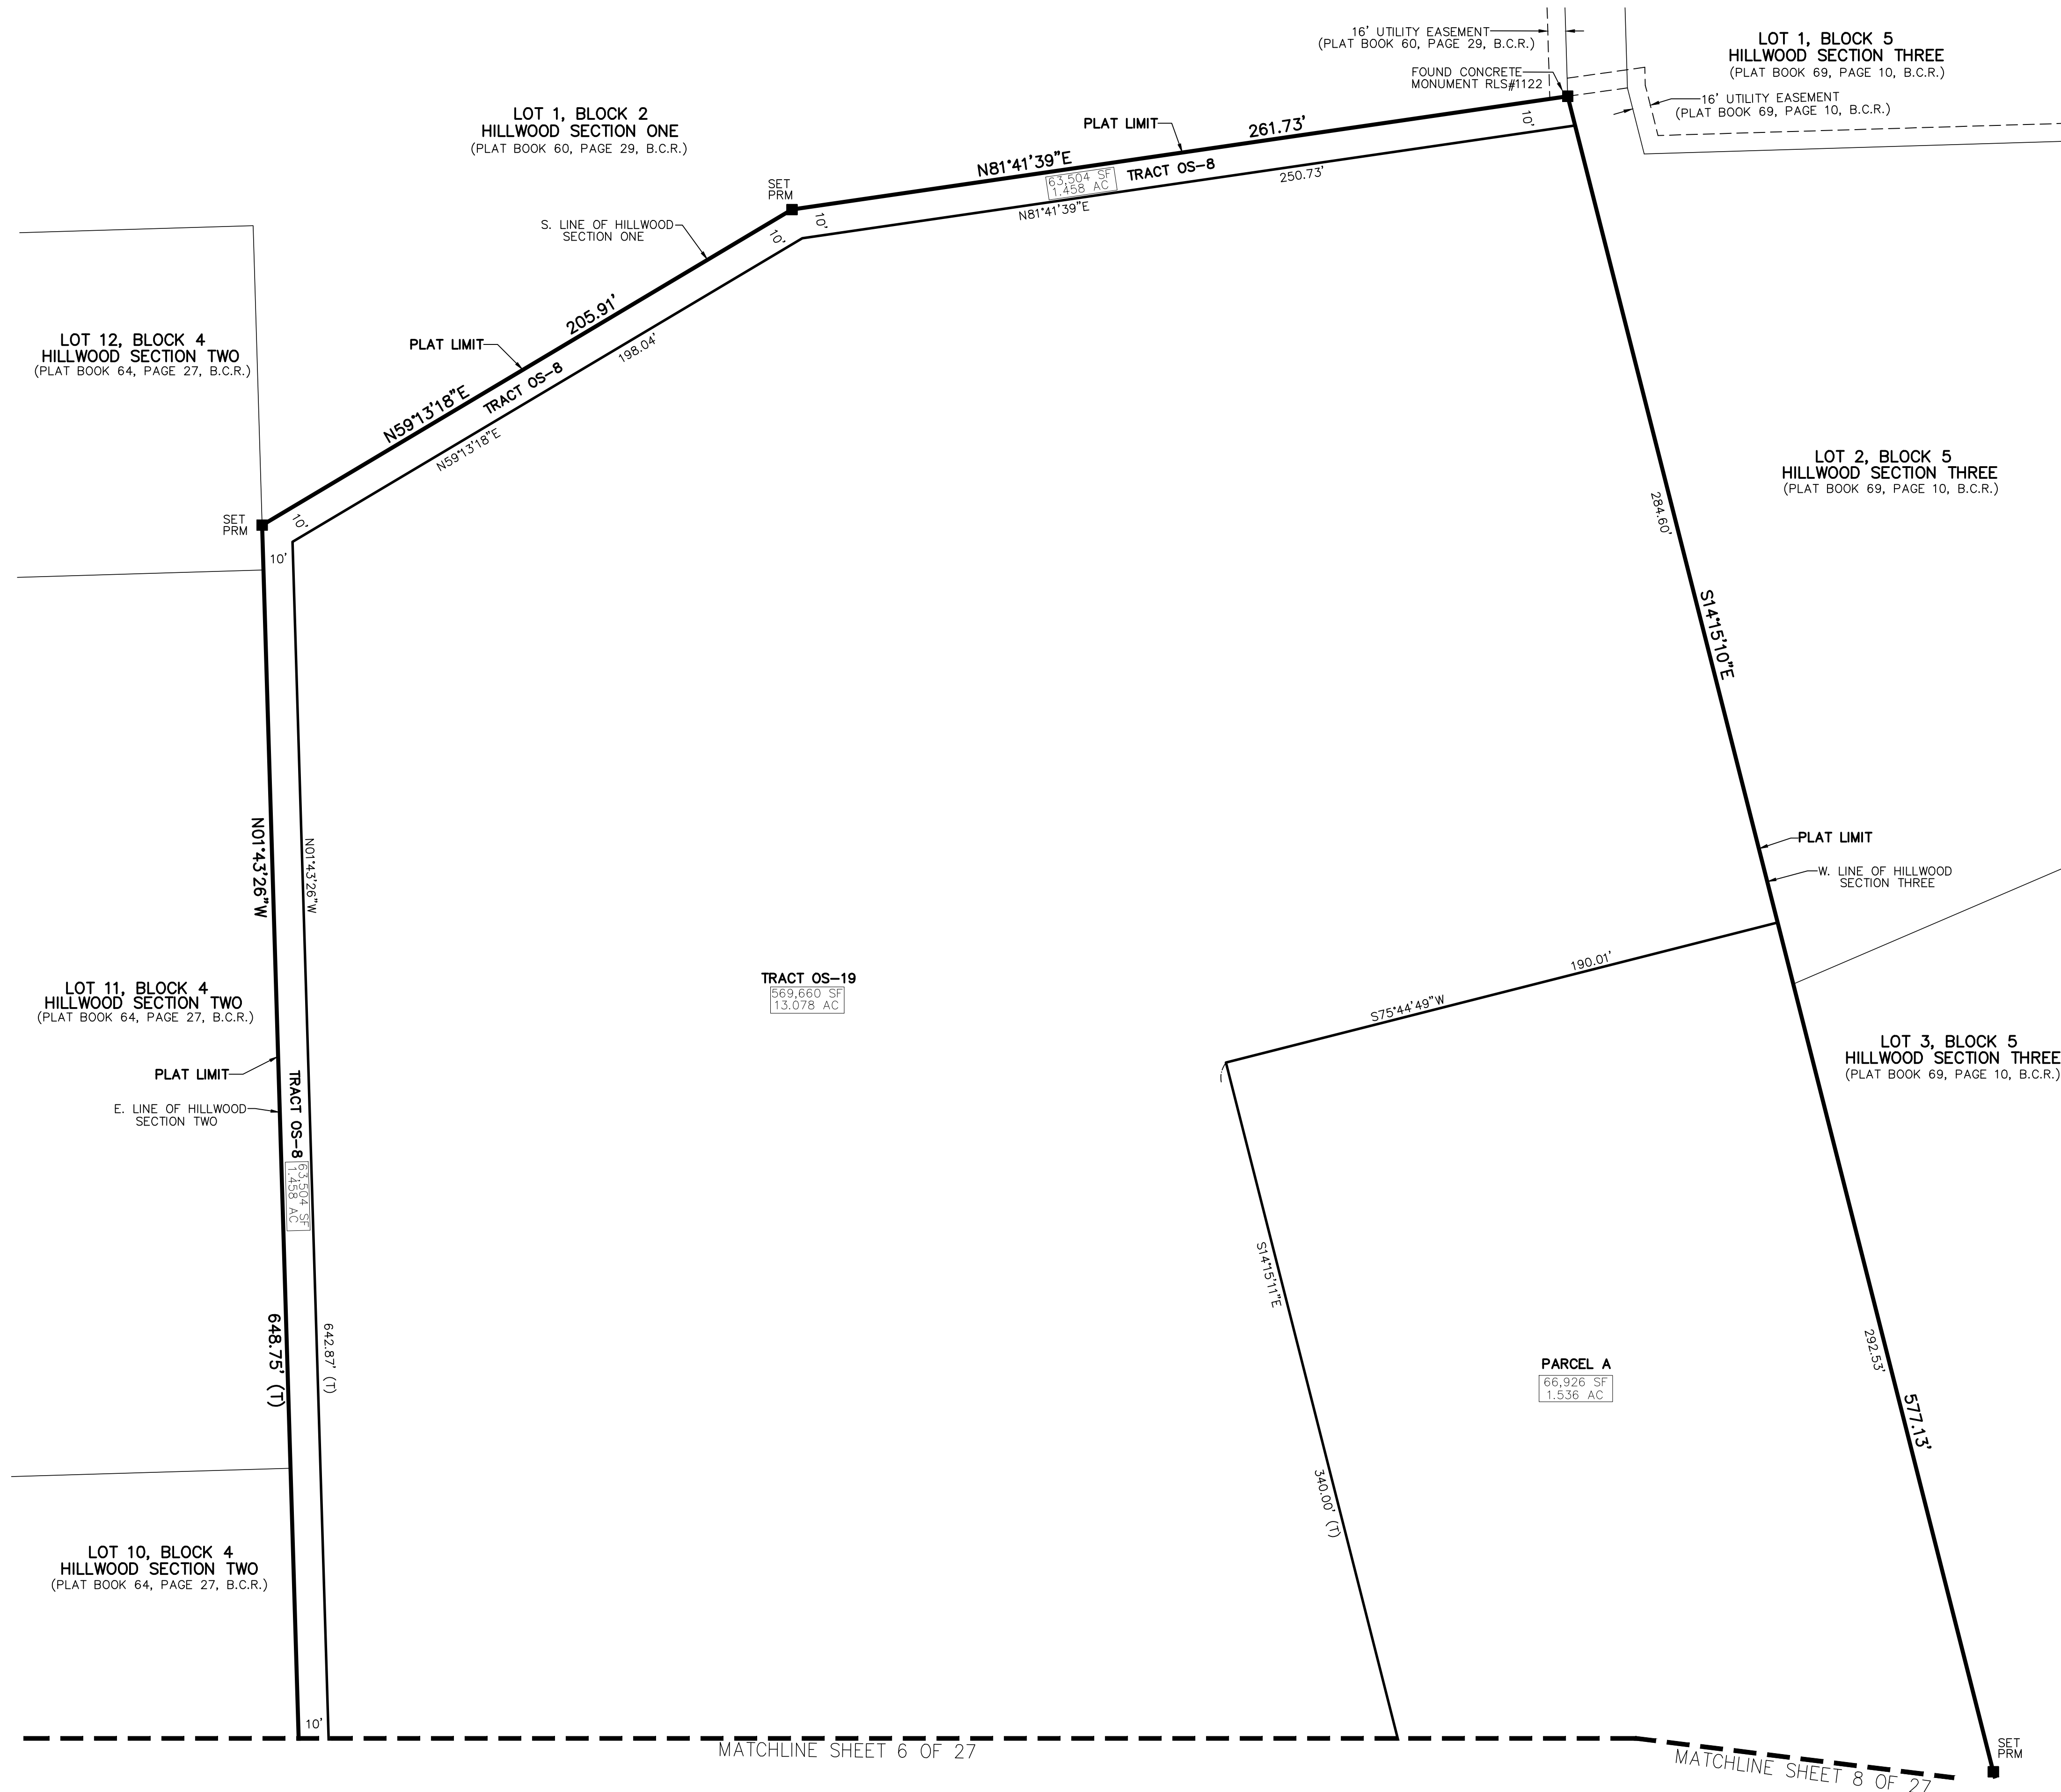 16' UTILITY EASEMENT
(PLAT BOOK 60, PAGE 29, B.C.R.)
LOT 1, BLOCK 5
HILLWOOD SECTION THREE
(PLAT BOOK 69, PAGE 10, B.C.R.)
FOUND CONCRETE
MONUMENT RLS#1122
16' UTILITY EASEMENT
(PLAT BOOK 69, PAGE 10, B.C.R.)
LOT 1, BLOCK 2
HILLWOOD SECTION ONE
(PLAT BOOK 60, PAGE 29, B.C.R.)
PLAT LIMIT
261.73'
10'
N81°41'39"E
63,504 SF
1.458 AC
TRACT OS-8
250.73'
N81°41'39"E
SET
PRM
10'
10'
S. LINE OF HILLWOOD
SECTION ONE
205.91'
PLAT LIMIT
198.04'
TRACT OS-8
N59°13'18"E
N59°13'18"E
LOT 12, BLOCK 4
HILLWOOD SECTION TWO
(PLAT BOOK 64, PAGE 27, B.C.R.)
SET
PRM
10'
10'
LOT 2, BLOCK 5
HILLWOOD SECTION THREE
(PLAT BOOK 69, PAGE 10, B.C.R.)
284.60'
S14°15'10"E
PLAT LIMIT
W. LINE OF HILLWOOD
SECTION THREE
N01°43'26"W
N01°43'26"W
TRACT OS-19
569,660 SF
13.078 AC
190.01'
S75°44'49"W
LOT 11, BLOCK 4
HILLWOOD SECTION TWO
(PLAT BOOK 64, PAGE 27, B.C.R.)
PLAT LIMIT
E. LINE OF HILLWOOD
SECTION TWO
TRACT OS-8
63,504 SF
1.458 AC
LOT 3, BLOCK 5
HILLWOOD SECTION THREE
(PLAT BOOK 69, PAGE 10, B.C.R.)
S14°15'11"E
648.75' (T)
642.87' (T)
PARCEL A
66,926 SF
1.536 AC
292.53'
577.13'
340.00' (T)
LOT 10, BLOCK 4
HILLWOOD SECTION TWO
(PLAT BOOK 64, PAGE 27, B.C.R.)
10'
MATCHLINE SHEET 6 OF 27
MATCHLINE SHEET 8 OF 27
SET
PRM